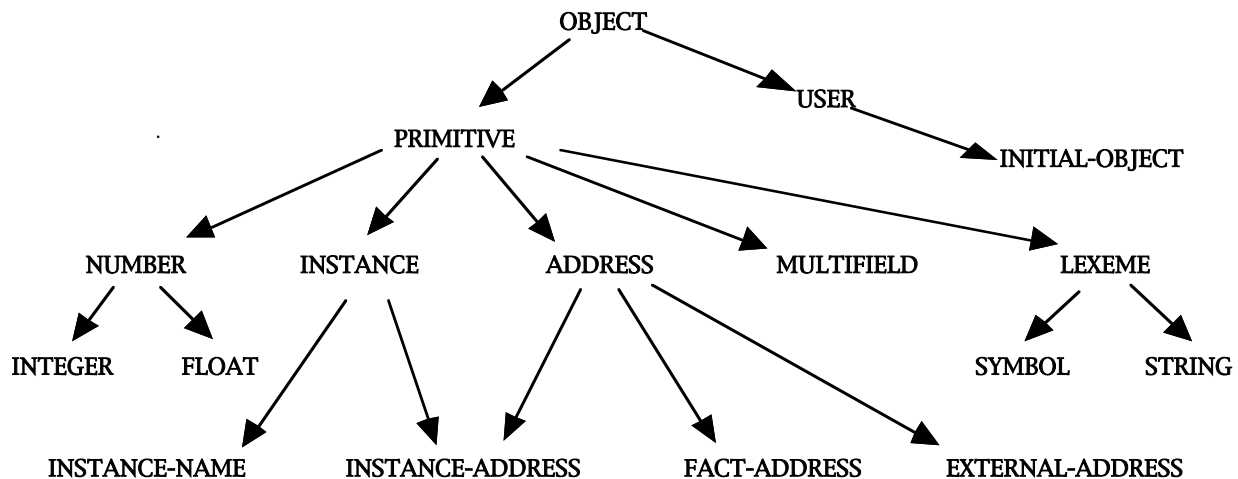 OBJECT
USER
PRIMITIVE
INITIAL-OBJECT
NUMBER
INSTANCE
ADDRESS
MULTIFIELD
LEXEME
INTEGER
FLOAT
SYMBOL
STRING
INSTANCE-NAME
INSTANCE-ADDRESS
FACT-ADDRESS
EXTERNAL-ADDRESS